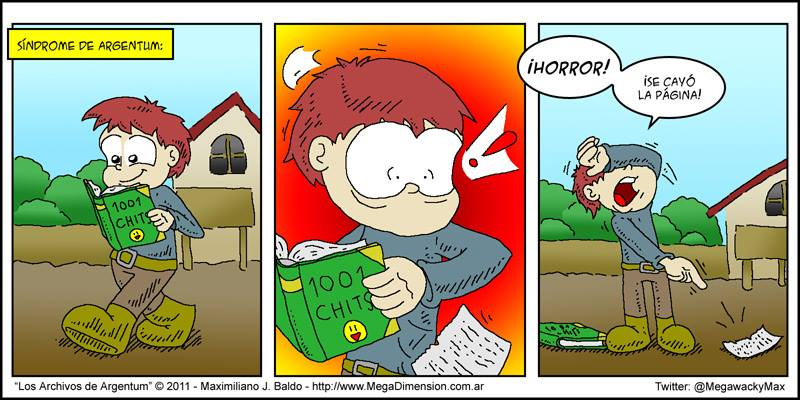 SÍNDROME DE ARGENTUM:
1001
CHITS
1001
CHITS
¡HORROR!
¡SE CAYÓ
LA PÁGINA!
CHITS
"Los Archivos de Argentum" © 2011 - Maximiliano J. Baldo - http://www.MegaDimension.com.ar
Twitter: @MegawackyMax